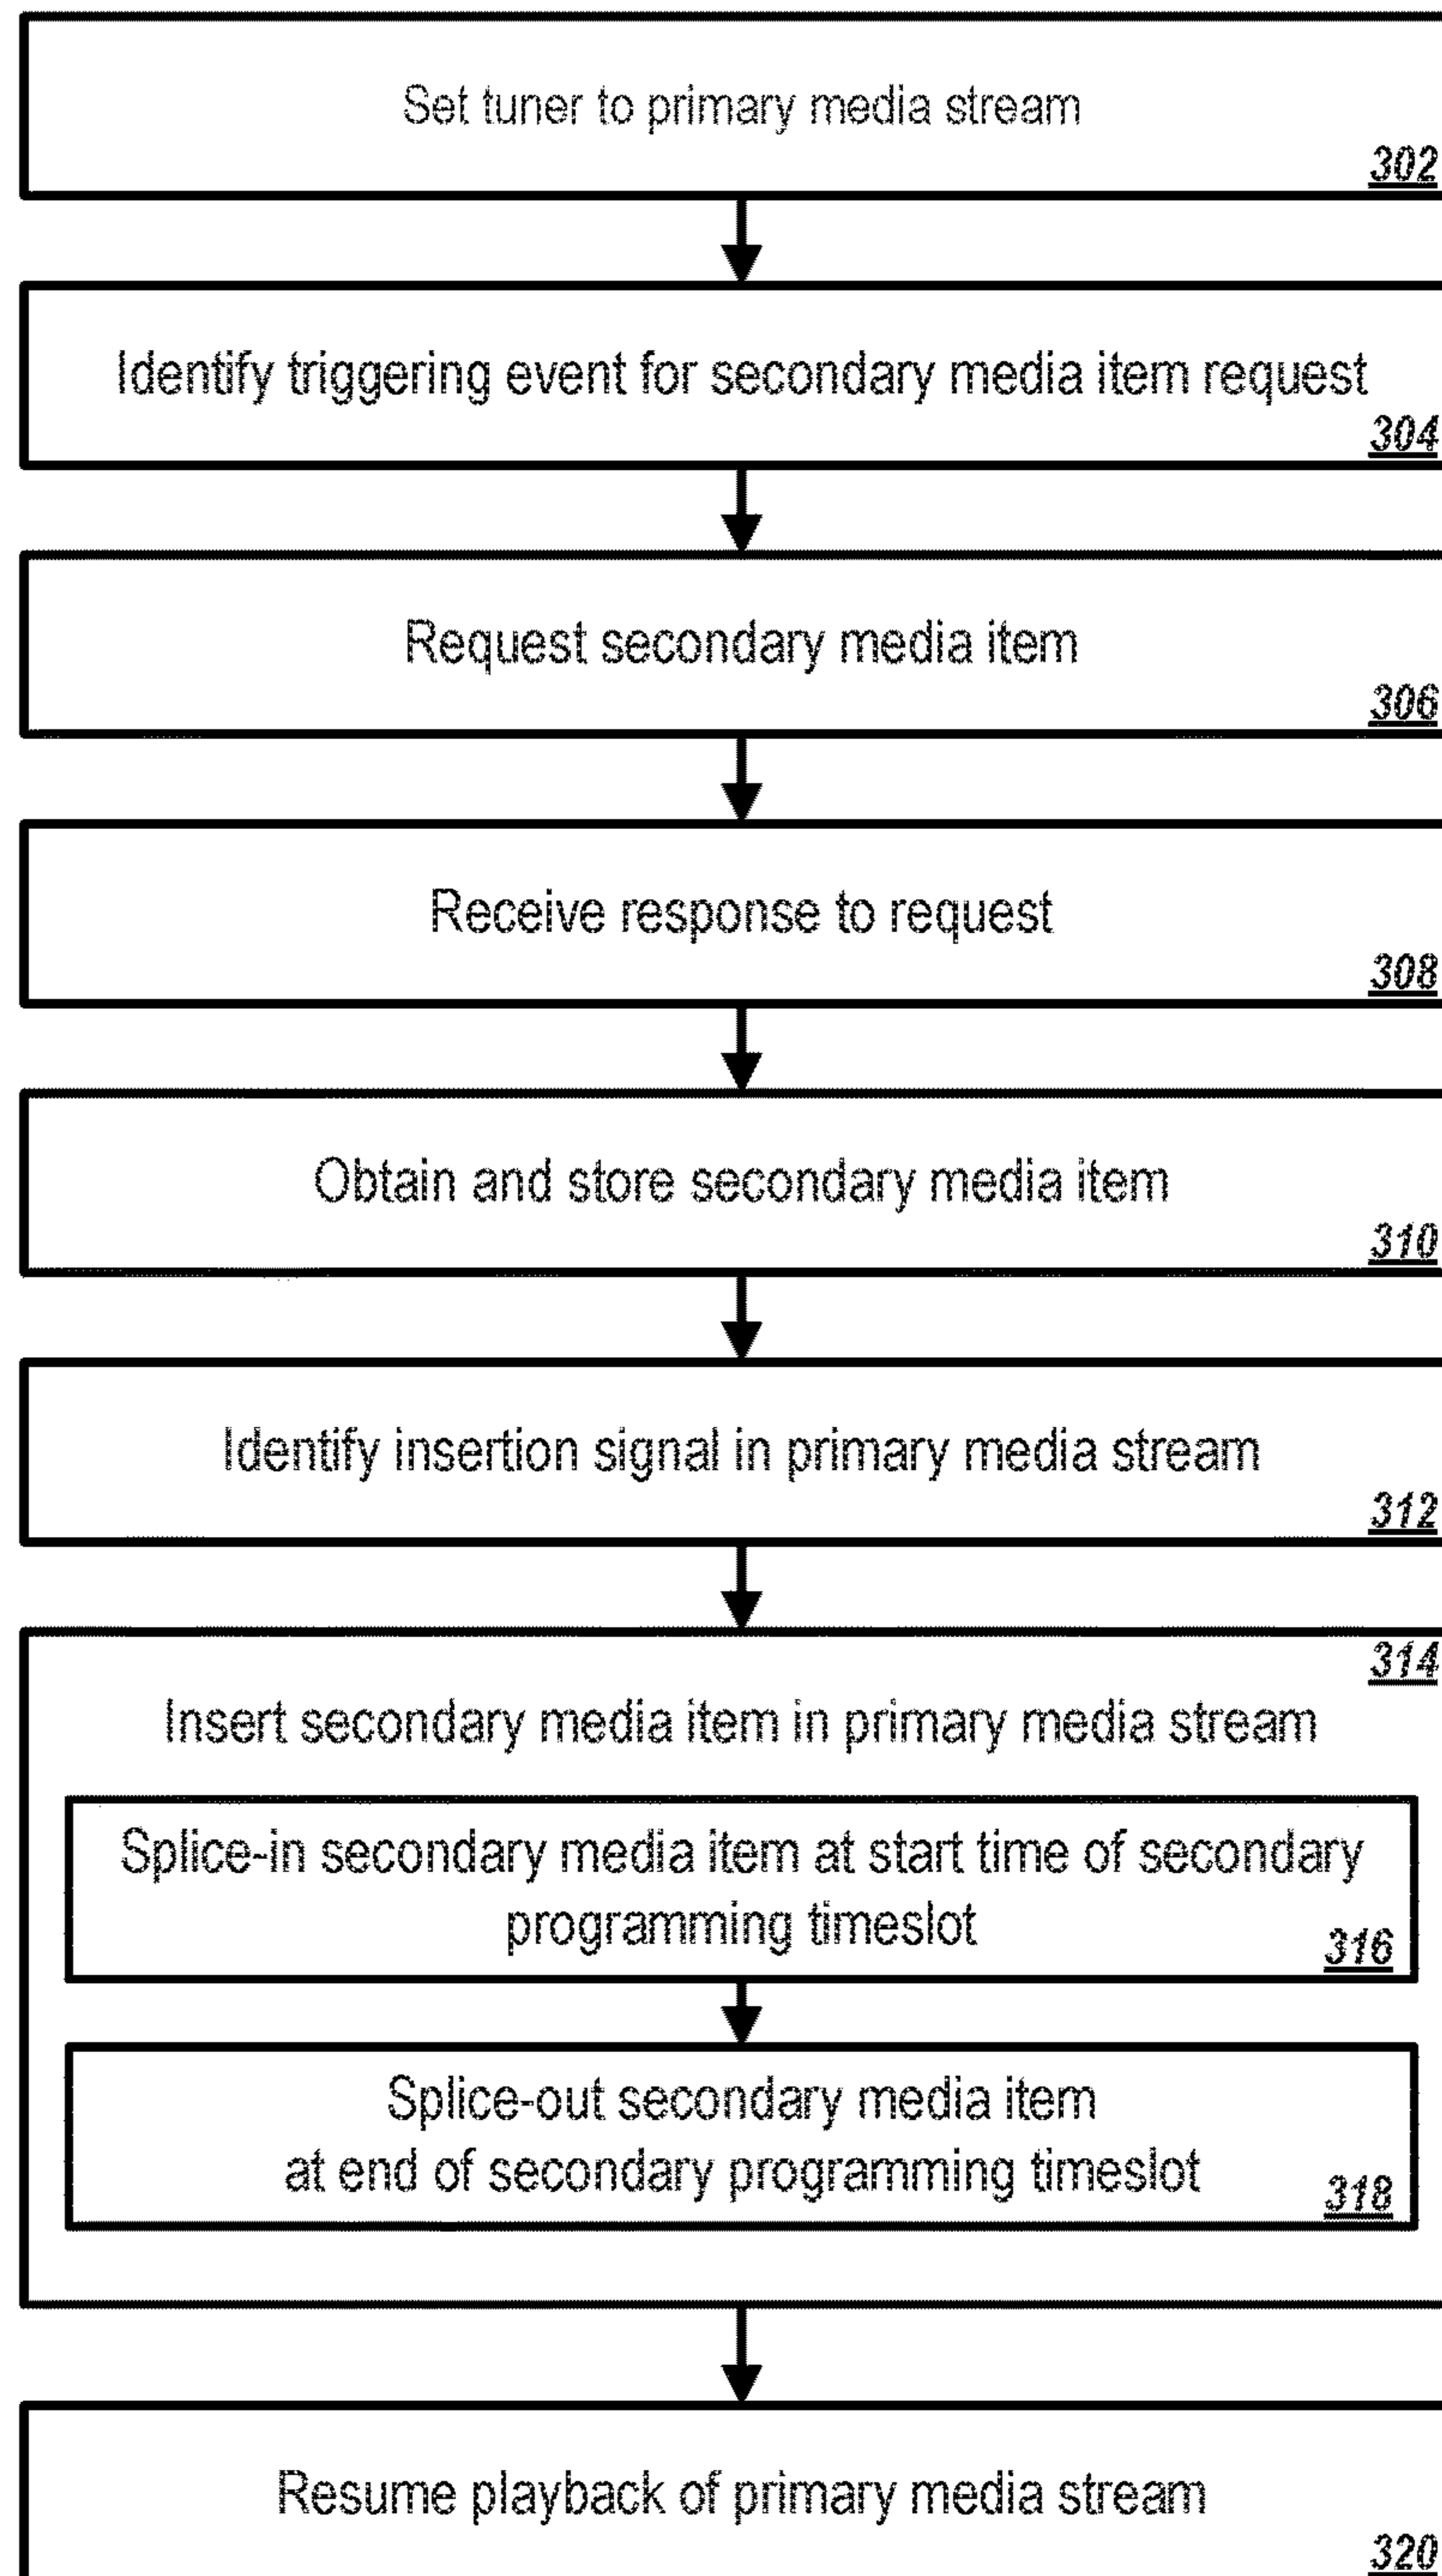 Set tuner to primary media stream
302
Identify triggering event for secondary media item request
304
Request secondary media item
306
Receive response to request
308
Obtain and store secondary media item
310
Identify insertion signal in primary media stream
312
314
Insert secondary media item in primary media stream
Splice-in secondary media item at start time of secondary
programming timeslot
316
Splice-out secondary media item
at end of secondary programming timeslot
318
Resume playback of primary media stream
320